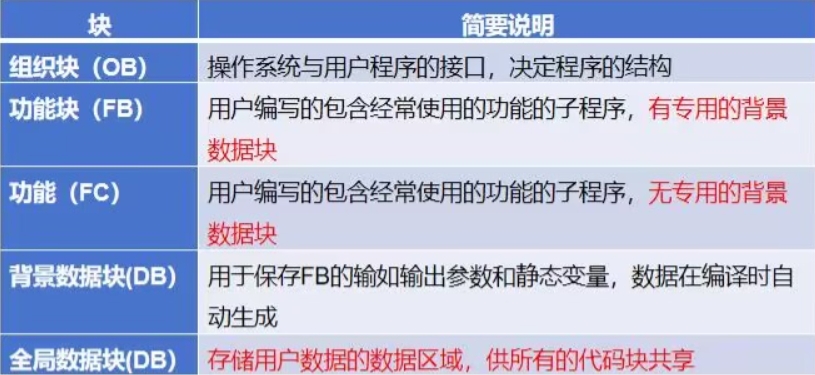 块 简要说明
组织块（OB） 操作系统与用户程序的接口，决定程序的结构
功能块（FB） 用户编写的包含经常使用的功能的子程序，有专用的背景
数据块
功能（FC） 用户编写的包含经常使用的功能的子程序，无专用的背景
数据块
背景数据块(DB) 用于保存FB的输如输出参数和静态变量，数据在编译时自
动生成
全局数据块(DB) 存储用户数据的数据区域，供所有的代码块共享